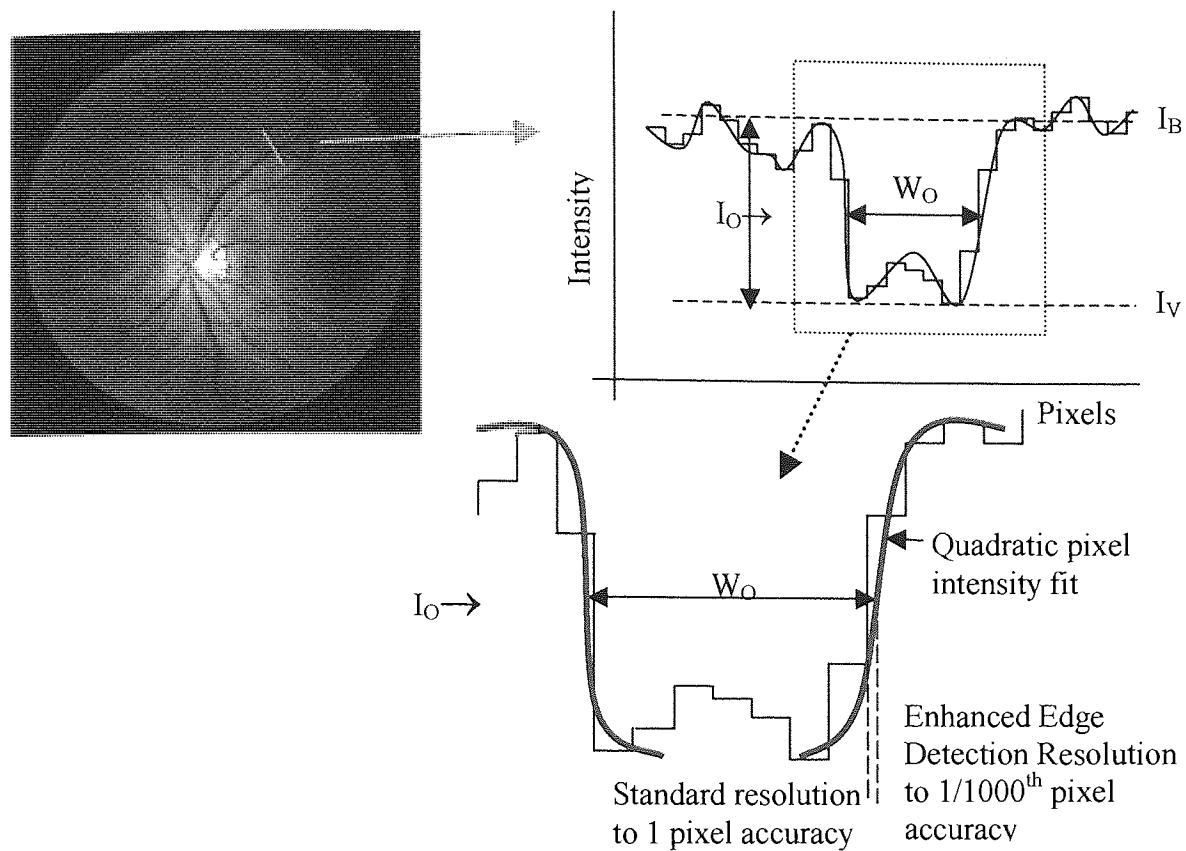 I_B
W_O
I_O→
Intensity
I_V
Pixels
Quadratic pixel
intensity fit
W_O
I_O→
Enhanced Edge
Detection Resolution
to 1/1000th pixel
accuracy
Standard resolution
to 1 pixel accuracy